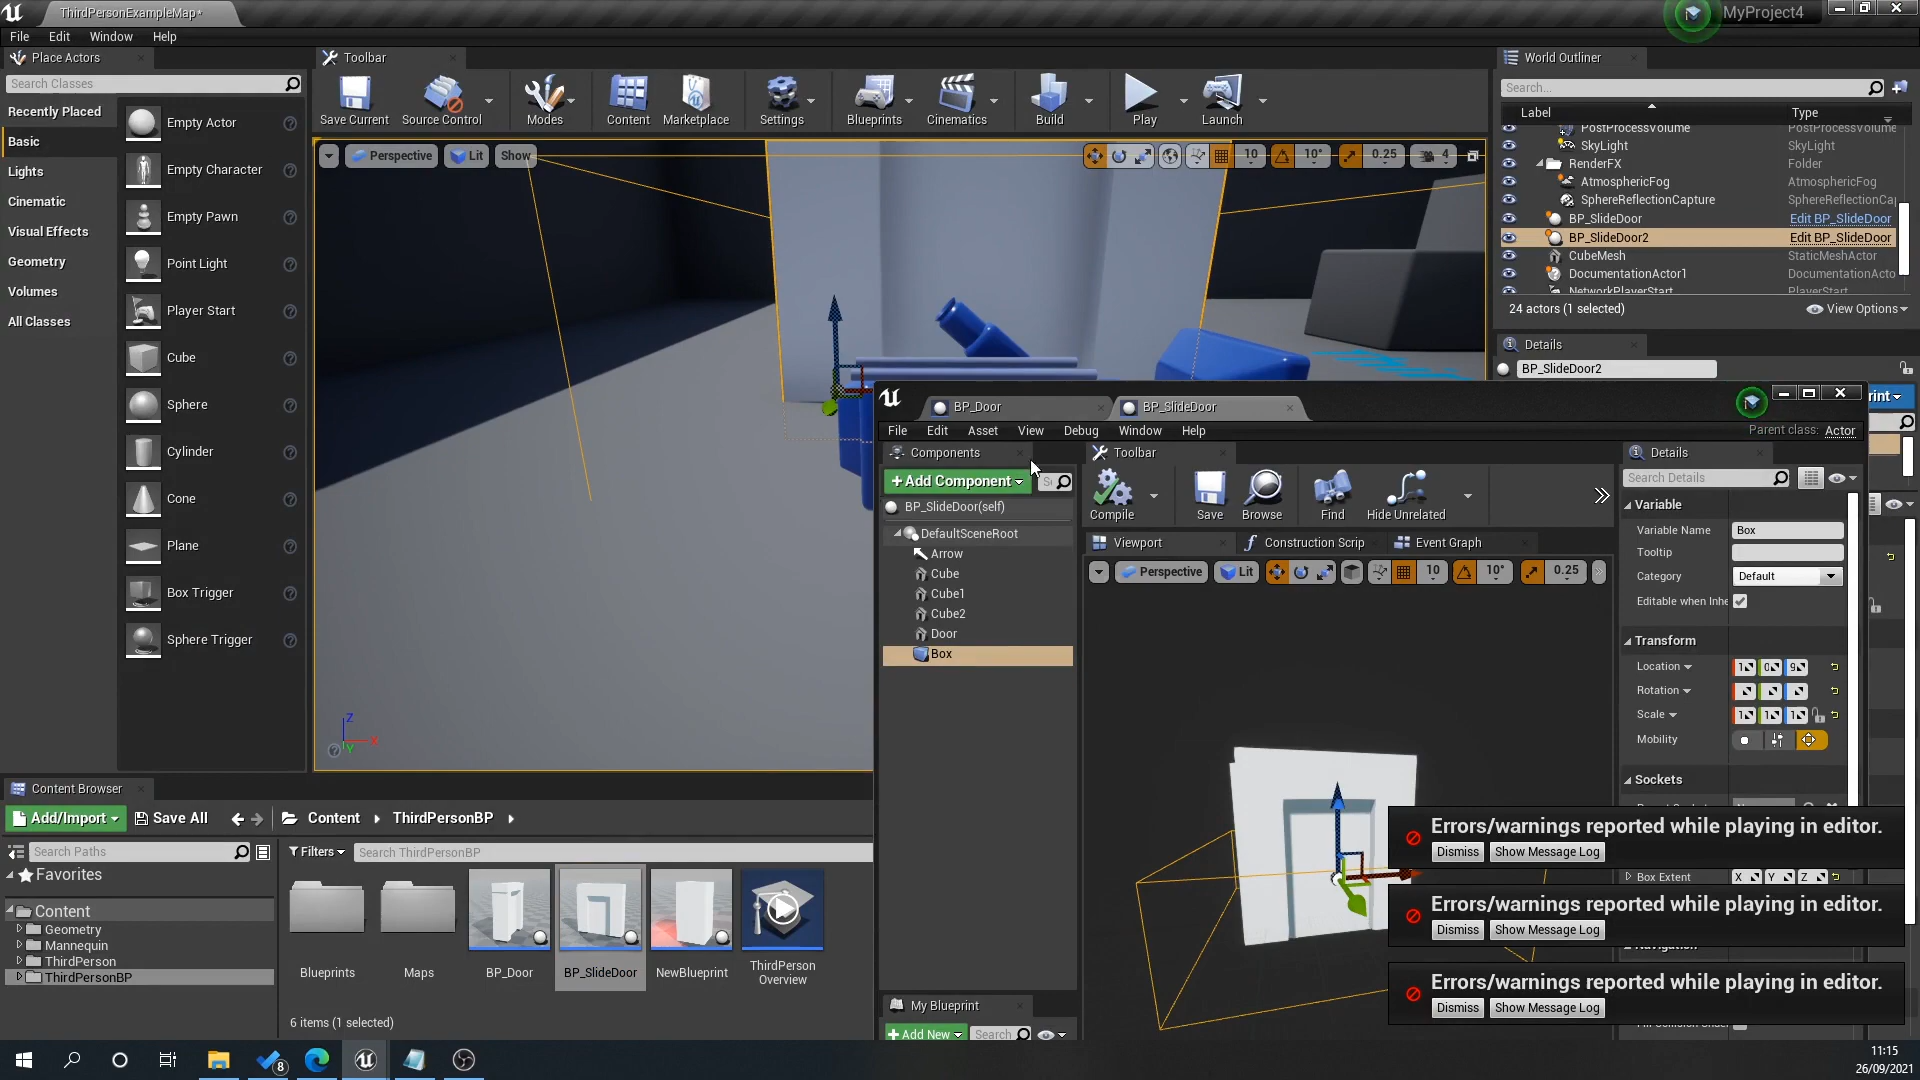 ThirdPersonExampleMap*
MyProject4
File Edit Window Help
Place Actors
Search Classes
Recently Placed
Basic
Lights
Cinematic
Visual Effects
Geometry
Volumes
All Classes
Empty Actor
Empty Character
Empty Pawn
Point Light
Player Start
Cube
Sphere
Cylinder
Cone
Plane
Box Trigger
Sphere Trigger
Toolbar
Save Current
Source Control
Modes
Content
Marketplace
Settings
Blueprints
Cinematics
Build
Play
Launch
Perspective Lit Show
10 10° 0.25 4
Z
X
Y
World Outliner
Search...
Label Type
PostProcessVolume PostProcessVolume
SkyLight SkyLight
RenderFX Folder
AtmosphericFog AtmosphericFog
SphereReflectionCapture SphereReflectionCa
BP_SlideDoor Edit BP_SlideDoor
BP_SlideDoor2 Edit BP_SlideDoor
CubeMesh StaticMeshActor
DocumentationActor1 DocumentationActo
NetworkPlayerStart PlayerStart
24 actors (1 selected) View Options
Details
BP_SlideDoor2
rint
BP_Door
BP_SlideDoor
File Edit Asset View Debug Window Help
Parent class: Actor
Components
+Add Component
BP_SlideDoor(self)
DefaultSceneRoot
Arrow
Cube
Cube1
Cube2
Door
Box
My Blueprint
+Add New Search
Toolbar
Compile
Save
Browse
Find
Hide Unrelated
Viewport
Construction Scrip
Event Graph
Perspective Lit 10 10° 0.25
Details
Search Details
Variable
Variable Name Box
Tooltip
Category Default
Editable when Inhe
Transform
Location
Rotation
Scale
Mobility
Sockets
Errors/warnings reported while playing in editor.
Dismiss Show Message Log
Box Extent X Y Z
Errors/warnings reported while playing in editor.
Dismiss Show Message Log
Errors/warnings reported while playing in editor.
Dismiss Show Message Log
Content Browser
Add/Import Save All
Content ThirdPersonBP
Search Paths
Filters
Search ThirdPersonBP
Favorites
Content
Geometry
Mannequin
ThirdPerson
ThirdPersonBP
Blueprints
Maps
BP_Door
BP_SlideDoor
NewBlueprint
ThirdPerson
Overview
6 items (1 selected)
8
11:15
26/09/2021